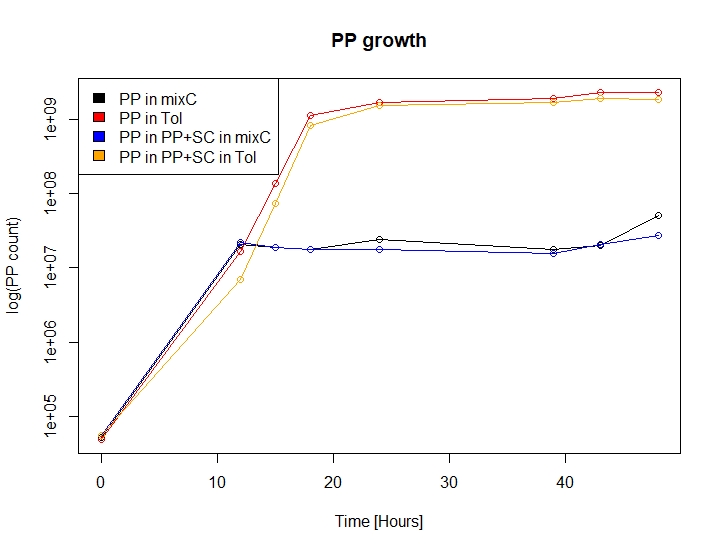 PP growth
PP in mixC
PP in Tol
PP in PP+SC in mixC
PP in PP+SC in Tol
log(PP count)
1e+09
1e+08
1e+07
1e+06
1e+05
0 10 20 30 40
Time [Hours]